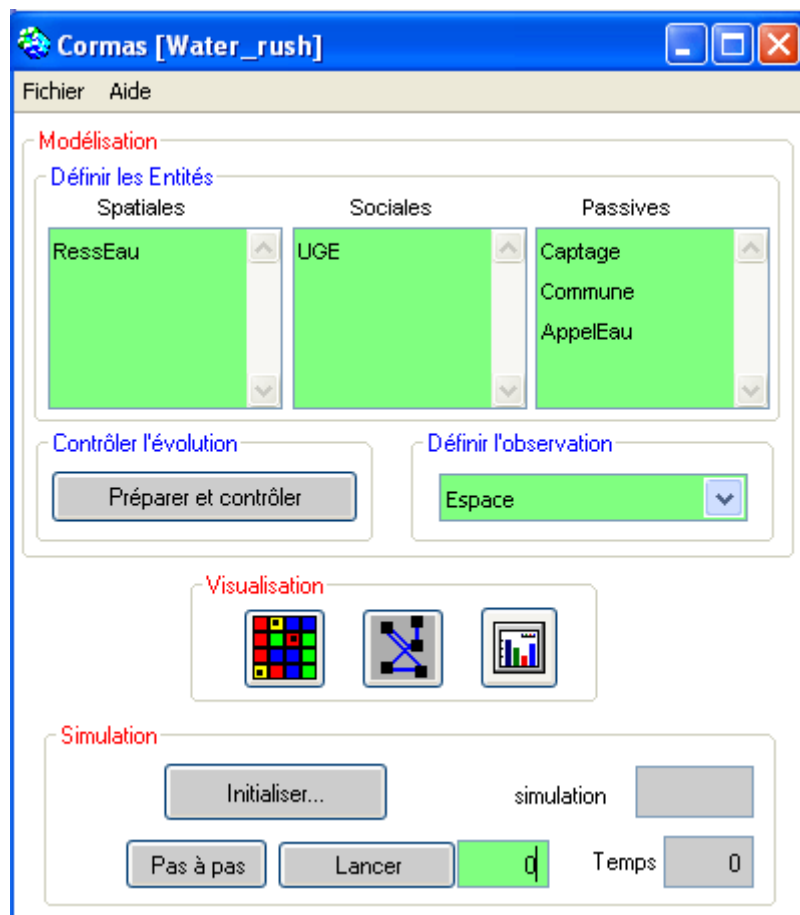 Cormas [Water_rush]
Fichier Aide
Modélisation
Définir les Entités
Spatiales Sociales Passives
RessEau UGE Captage
Commune
AppelEau
Contrôler l'évolution Définir l'observation
Préparer et contrôler Espace
Visualisation
Simulation
Initialiser... simulation
Pas à pas Lancer 0 Temps 0